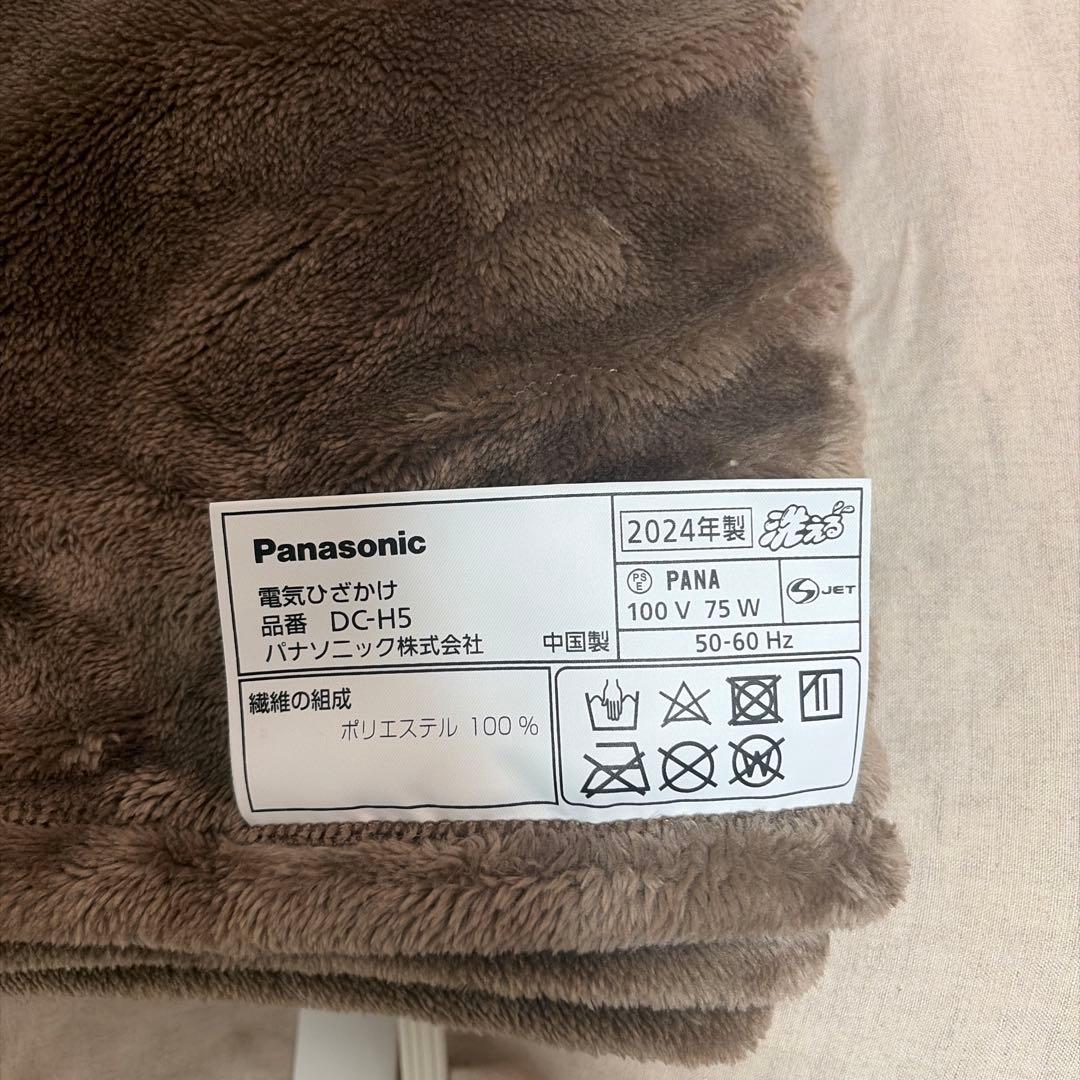 Panasonic
電気ひざかけ
品番 DC-H5
パナソニック株式会社 中国製
2024年製 洗える
PSE PANA
100 V 75 W
S JET
50-60 Hz
繊維の組成
ポリエステル 100 %
W